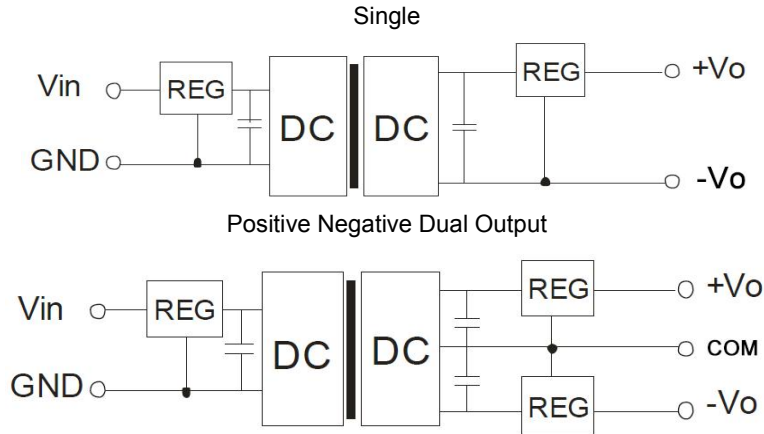 Single
Vin REG DC DC REG +Vo
GND -Vo
Positive Negative Dual Output
Vin REG DC DC REG +Vo
COM
GND REG -Vo